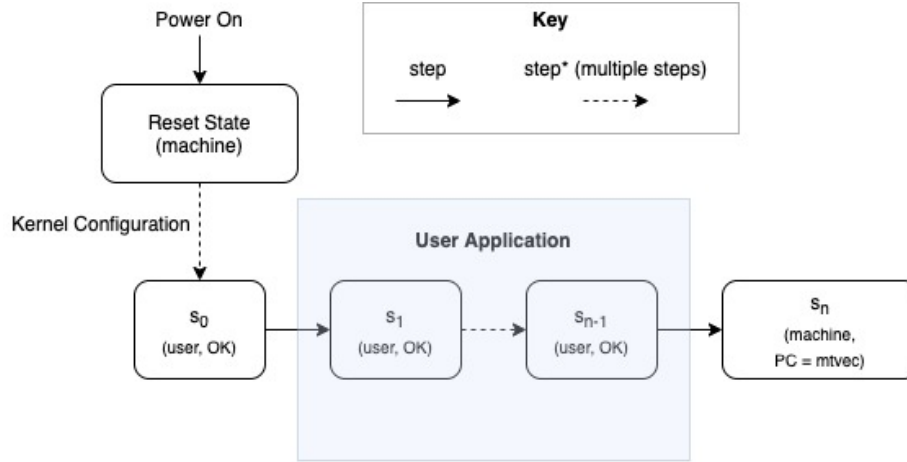 Power On
Key
step
step* (multiple steps)
Reset State
(machine)
Kernel Configuration
User Application
s0
(user, OK)
s1
(user, OK)
sn-1
(user, OK)
sn
(machine,
PC = mtvec)